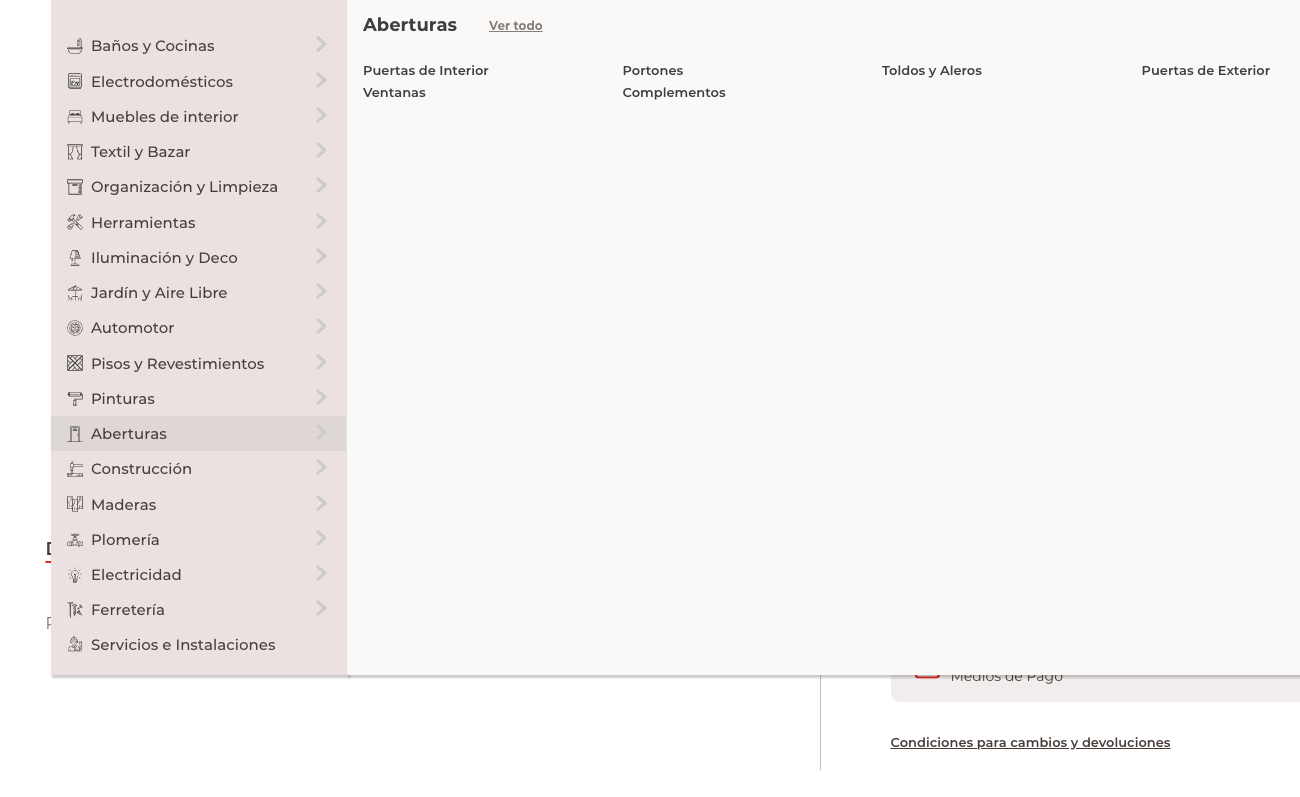 Baños y Cocinas
Electrodomésticos
Muebles de interior
Textil y Bazar
Organización y Limpieza
Herramientas
Iluminación y Deco
Jardín y Aire Libre
Automotor
Pisos y Revestimientos
Pinturas
Aberturas
Construcción
Maderas
Plomería
Electricidad
Ferretería
Servicios e Instalaciones
Aberturas Ver todo
Puertas de Interior Portones Toldos y Aleros Puertas de Exterior
Ventanas Complementos
Medios de Pago
Condiciones para cambios y devoluciones